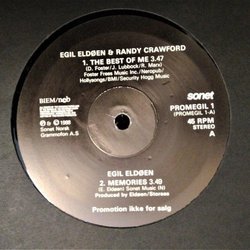 EGIL ELDØEN & RANDY CRAWFORD
1. THE BEST OF ME 3.47
(D. Foster/J. Lubbock/R. Marx)
Foster Frees Music Inc./Neropub/
Hollysongs/BMI/Security Hogg Music
BIEM/ncb
sonet
PROMEGIL 1
(PROMEGIL 1-A)
℗ © 1988
Sonet Norsk
Grammofon A.S
45 RPM
STEREO
A
EGIL ELDØEN
2. MEMORIES 3.49
(E. Eldøen) Sonet Music (N)
Produced by Eldøen/Storaas
Promotion ikke for salg